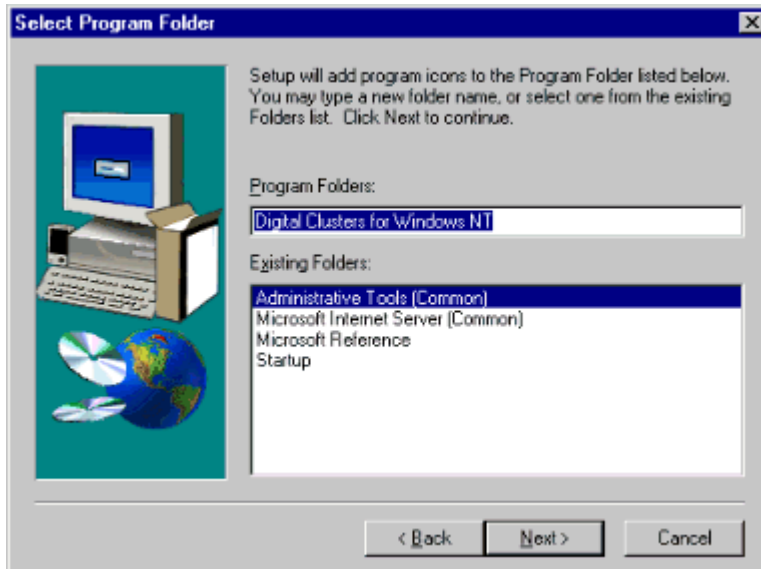 Select Program Folder
Setup will add program icons to the Program Folder listed below.
You may type a new folder name, or select one from the existing
Folders list. Click Next to continue.
Program Folders:
Digital Clusters for Windows NT
Existing Folders:
Administrative Tools (Common)
Microsoft Internet Server (Common)
Microsoft Reference
Startup
< Back
Next >
Cancel